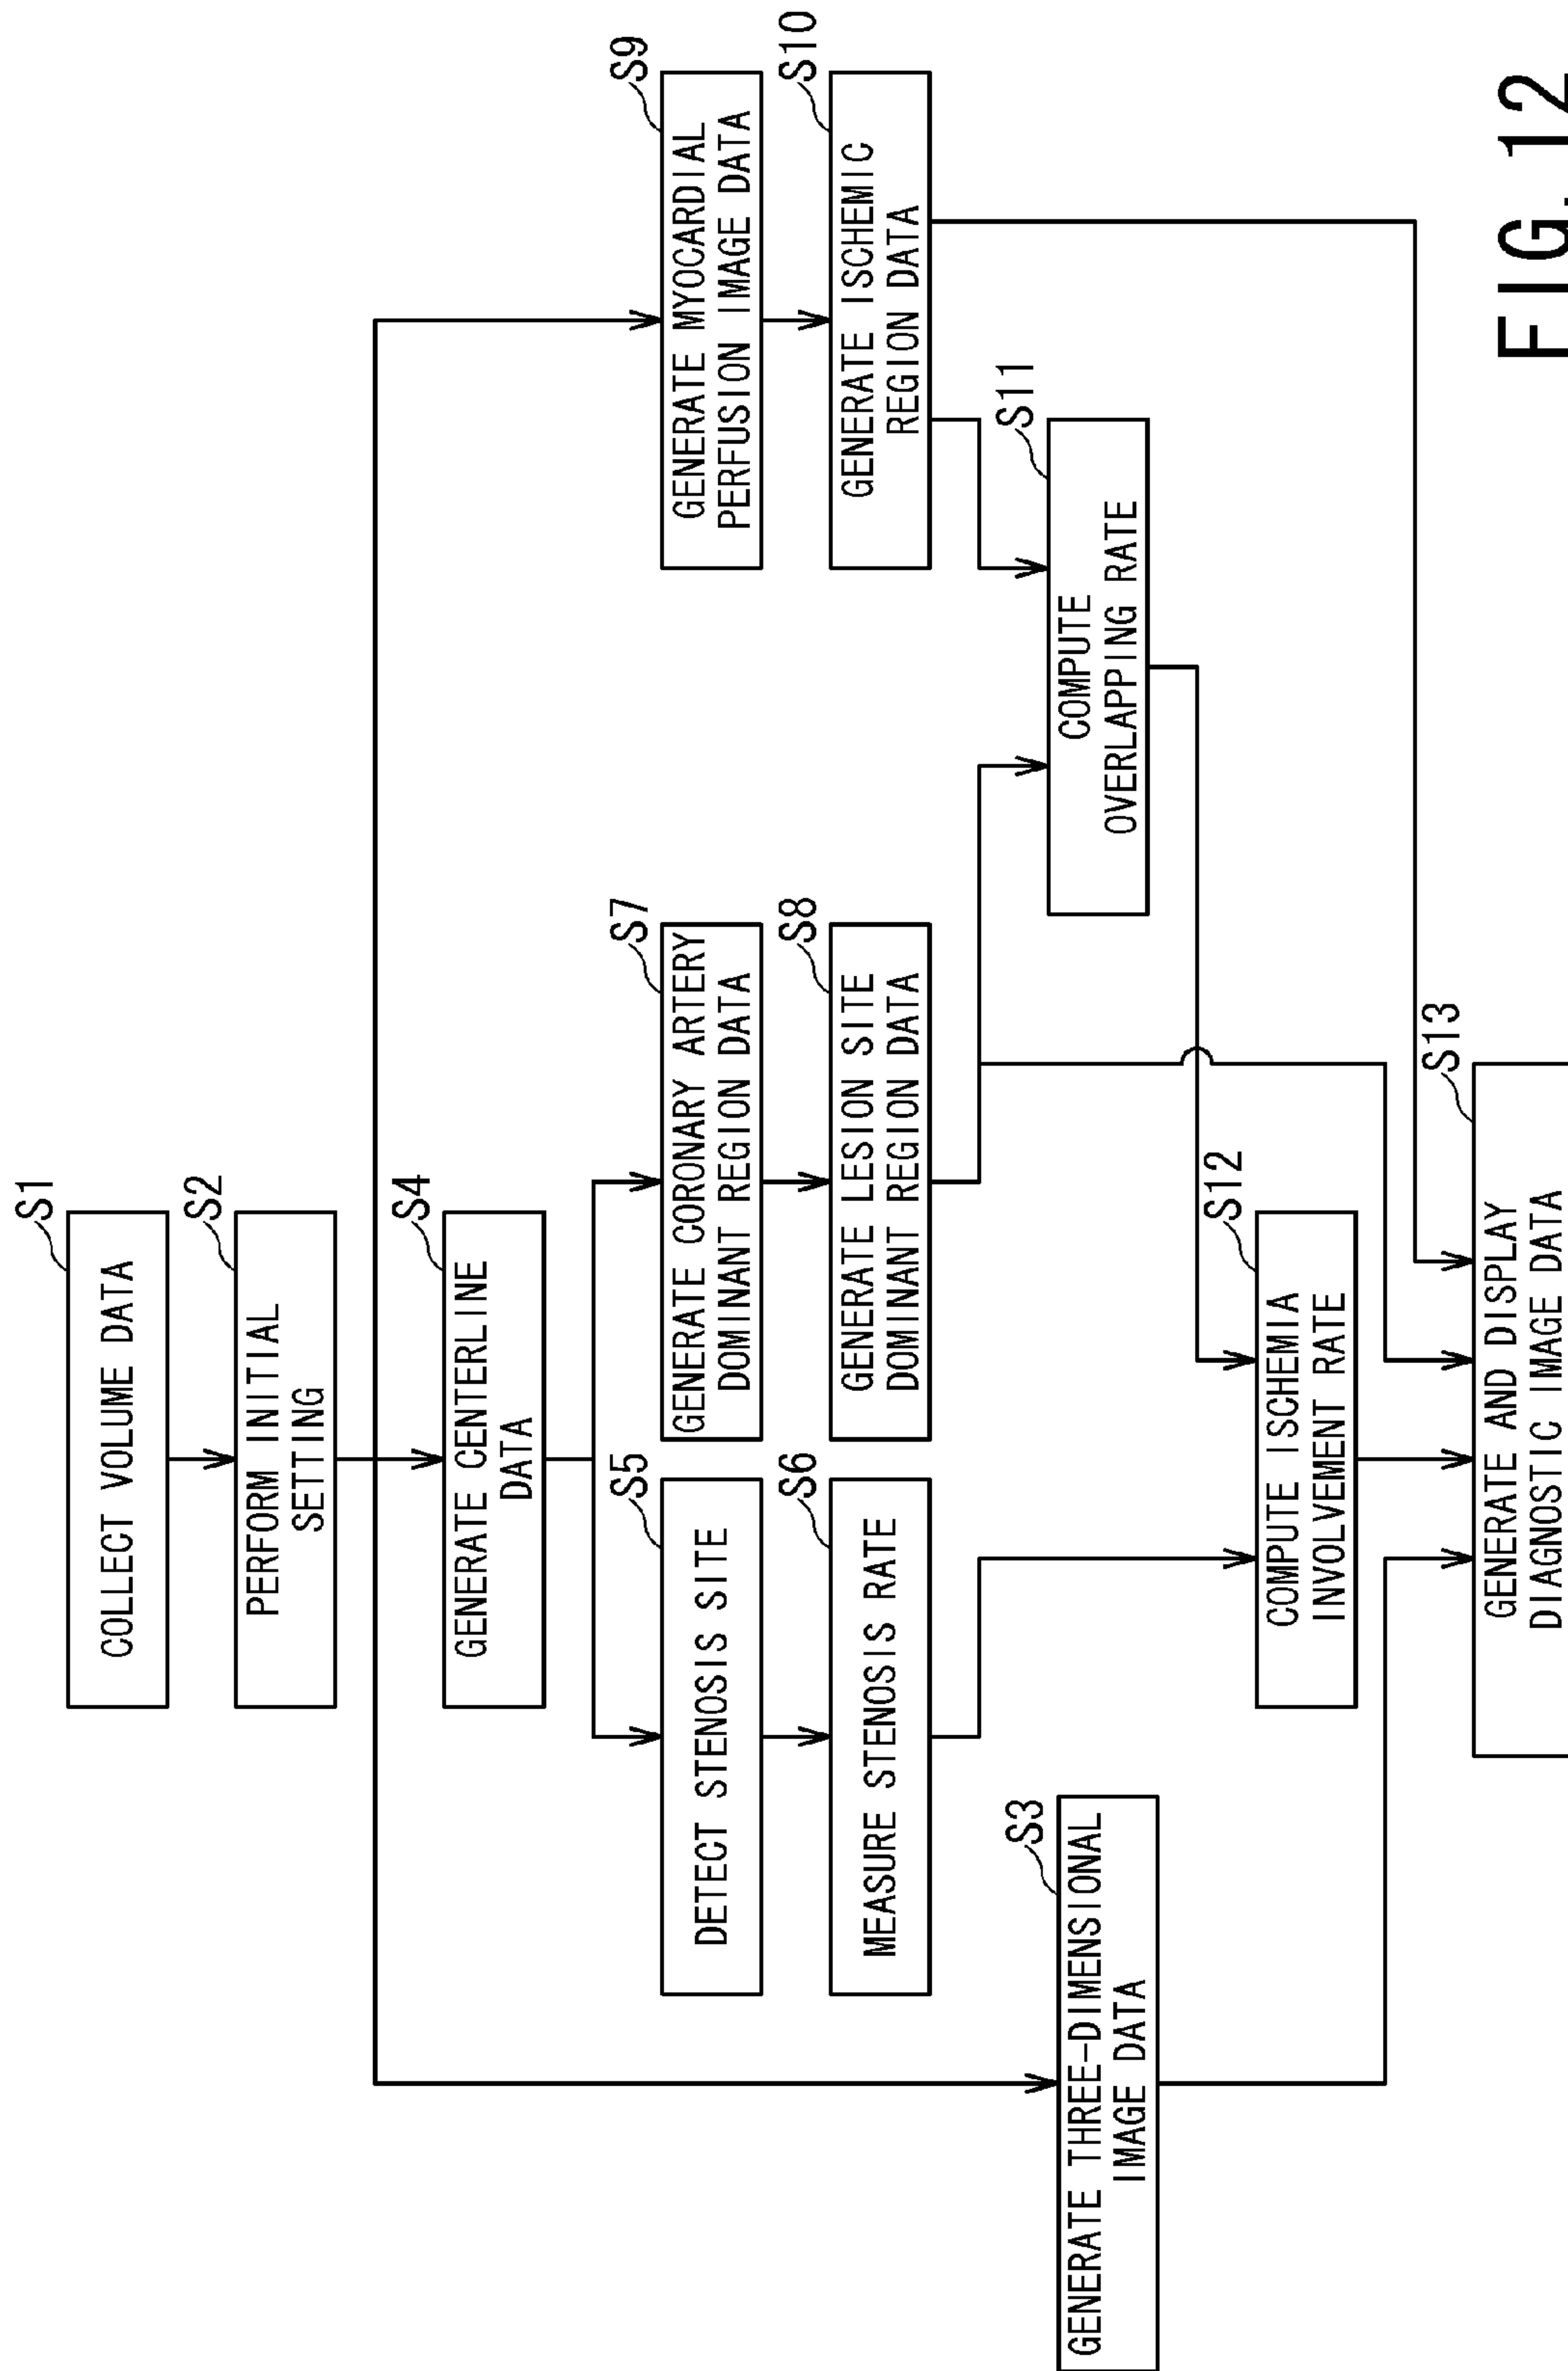 S1
COLLECT VOLUME DATA
S2
PERFORM INITIAL
SETTING
S4
GENERATE CENTERLINE
DATA
S5
DETECT STENOSIS SITE
S7
GENERATE CORONARY ARTERY
DOMINANT REGION DATA
S9
GENERATE MYOCARDIAL
PERFUSION IMAGE DATA
S6
MEASURE STENOSIS RATE
S8
GENERATE LESION SITE
DOMINANT REGION DATA
S10
GENERATE ISCHEMIC
REGION DATA
S3
GENERATE THREE-DIMENSIONAL
IMAGE DATA
S11
COMPUTE
OVERLAPPING RATE
S12
COMPUTE ISCHEMIA
INVOLVEMENT RATE
S13
GENERATE AND DISPLAY
DIAGNOSTIC IMAGE DATA
FIG. 12